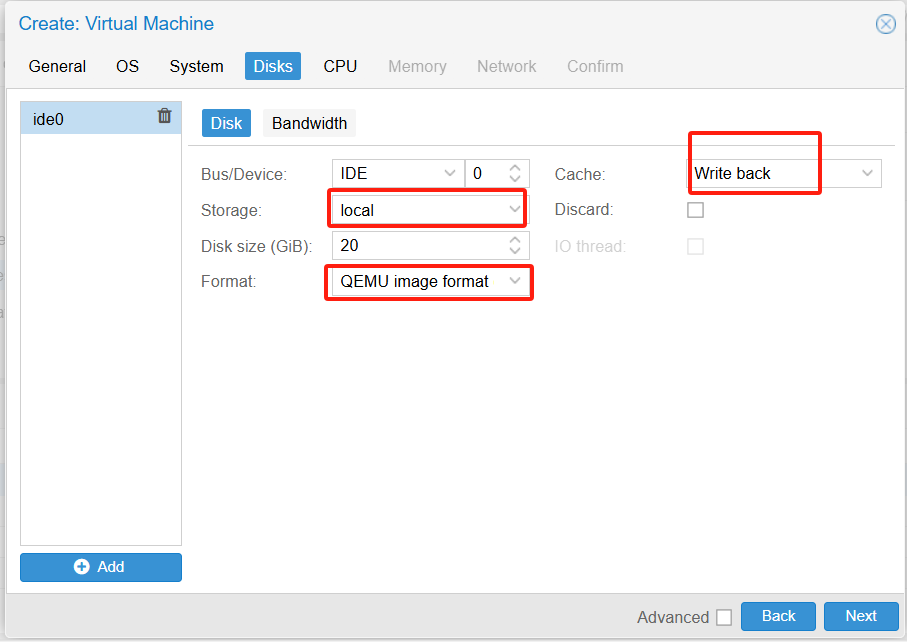 Create: Virtual Machine
General OS System Disks CPU Memory Network Confirm
ide0
Disk Bandwidth
Bus/Device: IDE 0 Cache: Write back
Storage: local Discard:
Disk size (GiB): 20 IO thread:
Format: QEMU image format
Add
Advanced Back Next